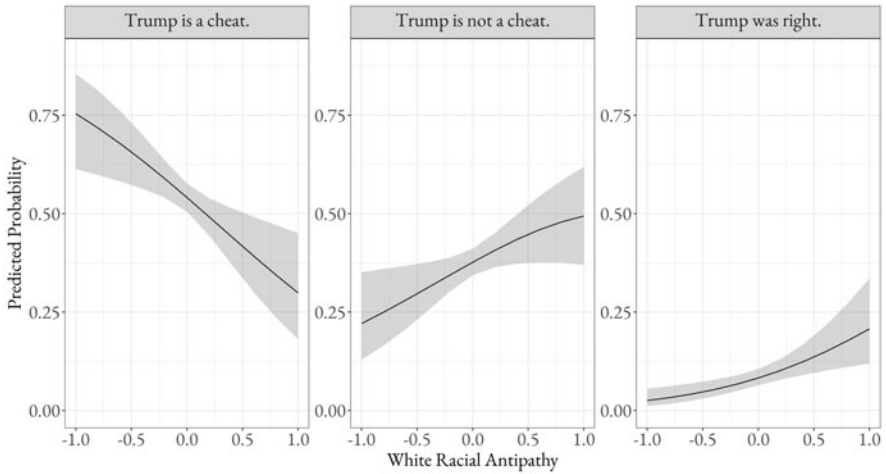 Trump is a cheat.
Trump is not a cheat.
Trump was right.
Predicted Probability
0.75
0.50
0.25
0.00
0.75
0.50
0.25
0.00
0.75
0.50
0.25
0.00
-1.0 -0.5 0.0 0.5 1.0
-1.0 -0.5 0.0 0.5 1.0
-1.0 -0.5 0.0 0.5 1.0
White Racial Antipathy